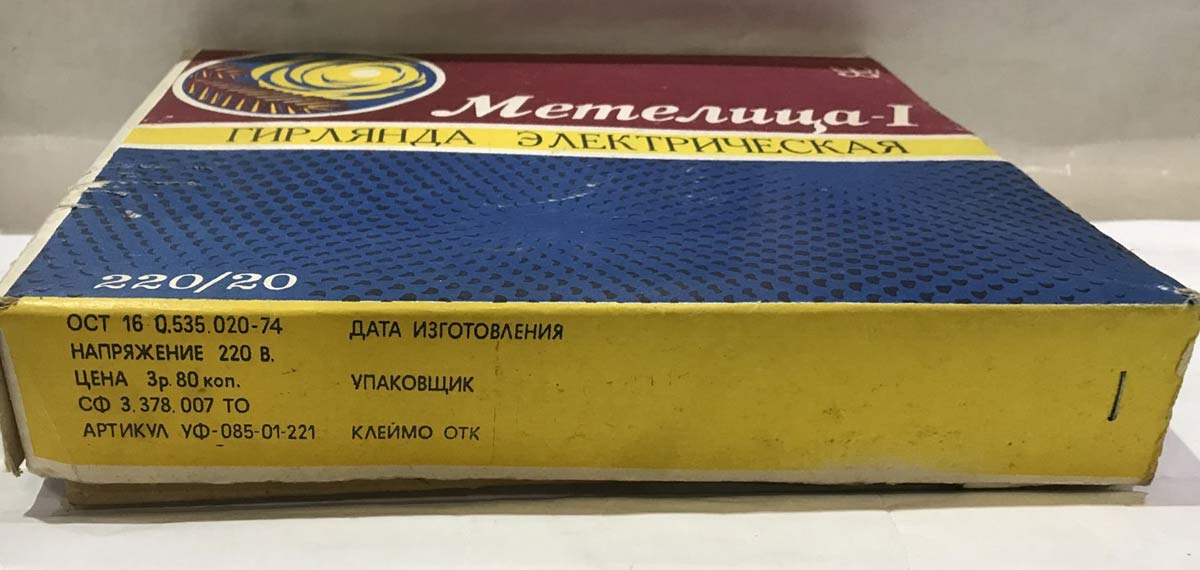 Метелица-I
ГИРЛЯНДА ЭЛЕКТРИЧЕСКАЯ
220/20
ОСТ 16 0.535.020-74
НАПРЯЖЕНИЕ 220 В.
ЦЕНА 3р. 80 коп.
СФ 3.378.007 ТО
АРТИКУЛ УФ-085-01-221
ДАТА ИЗГОТОВЛЕНИЯ
УПАКОВЩИК
КЛЕЙМО ОТК